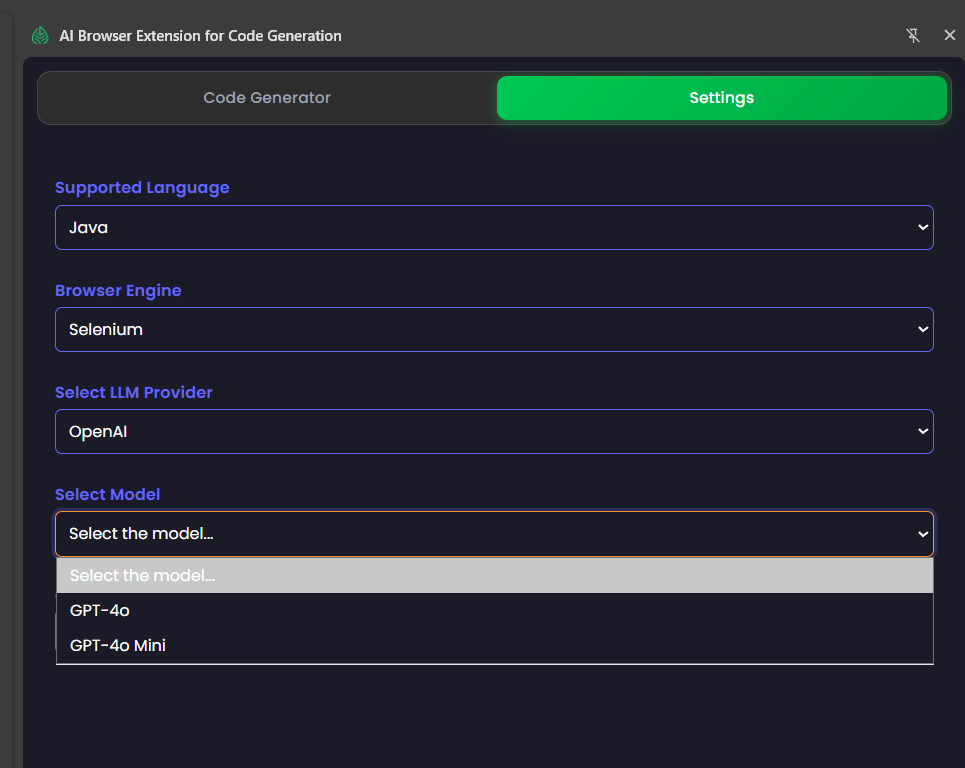 AI Browser Extension for Code Generation
Code Generator
Settings
Supported Language
Java
Browser Engine
Selenium
Select LLM Provider
OpenAI
Select Model
Select the model...
Select the model...
GPT-4o
GPT-4o Mini